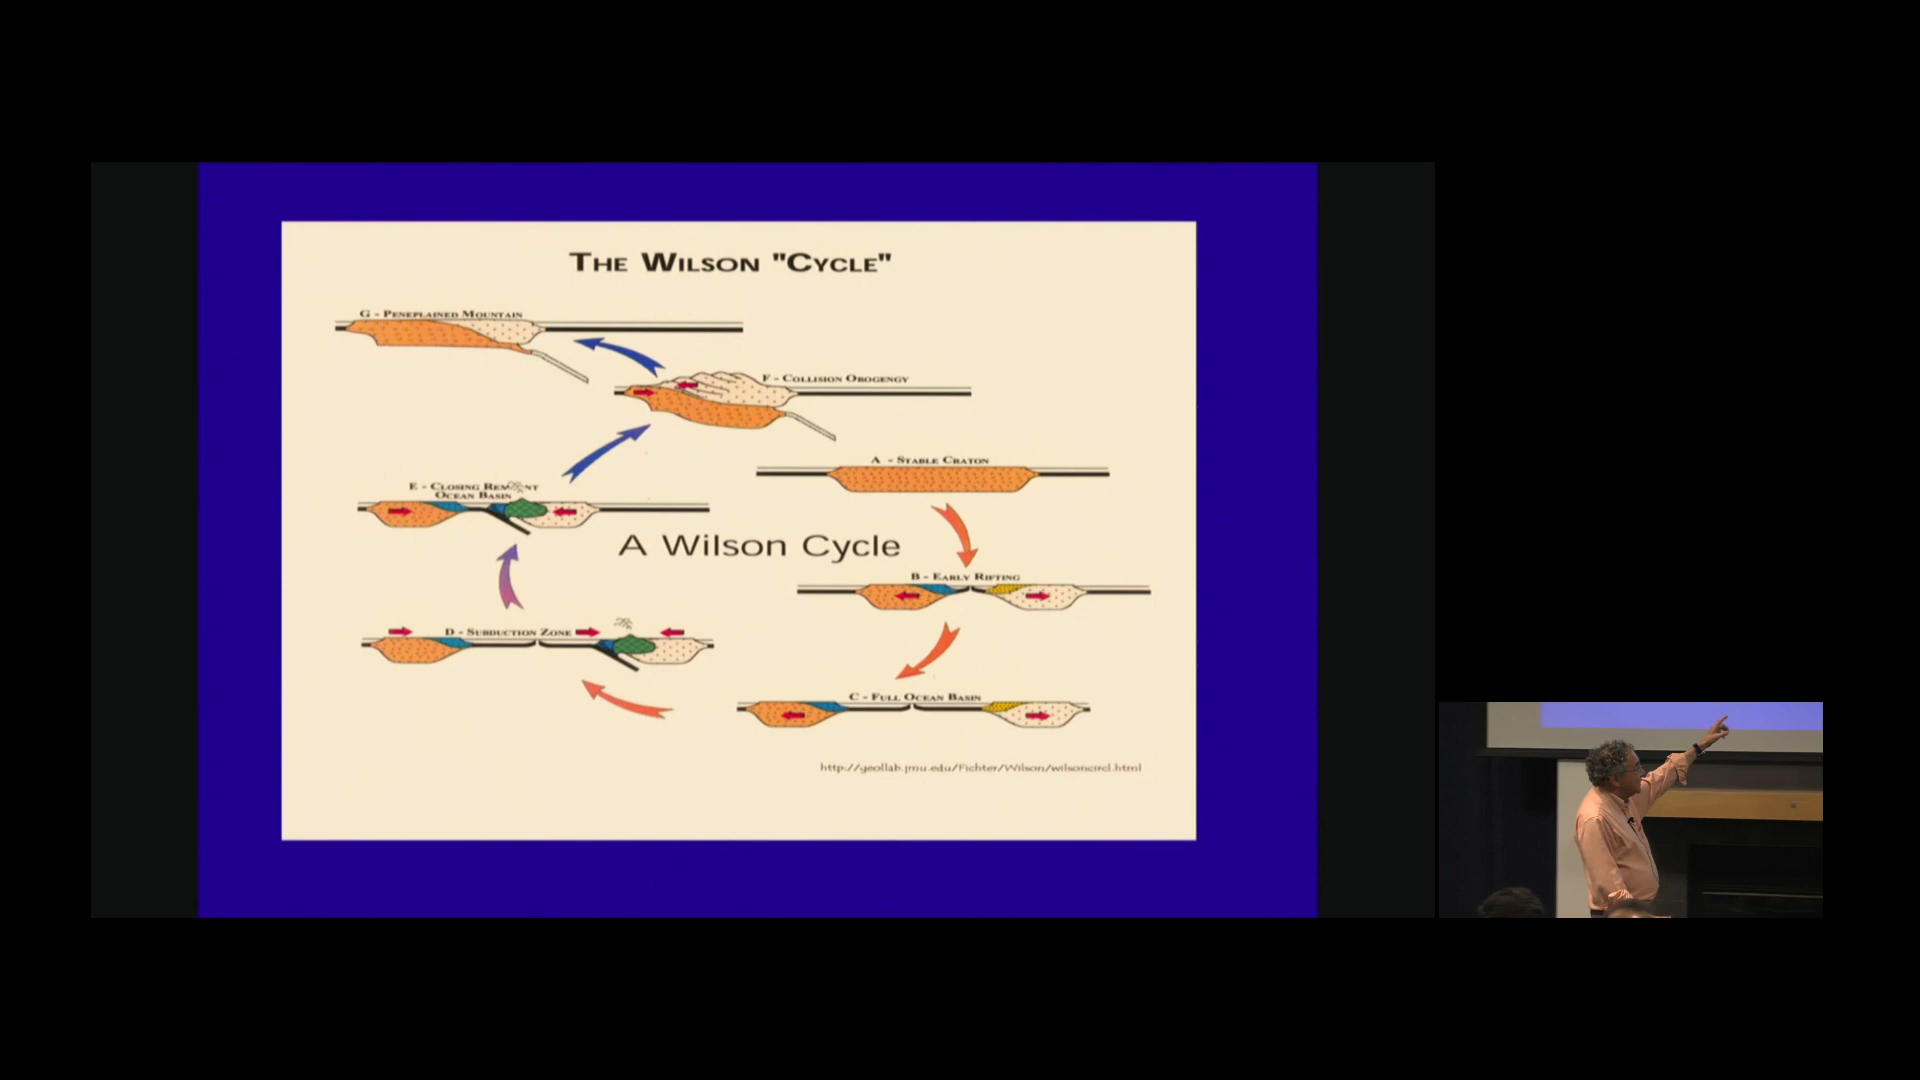 THE WILSON "CYCLE"
G - PENEPLAINED MOUNTAIN
F - COLLISION OROGENGY
A - STABLE CRATON
E - CLOSING REMNANT
OCEAN BASIN
A Wilson Cycle
B - EARLY RIFTING
D - SUBDUCTION ZONE
C - FULL OCEAN BASIN
http://geollab.jmu.edu/Fichter/Wilson/wilsoncircl.html